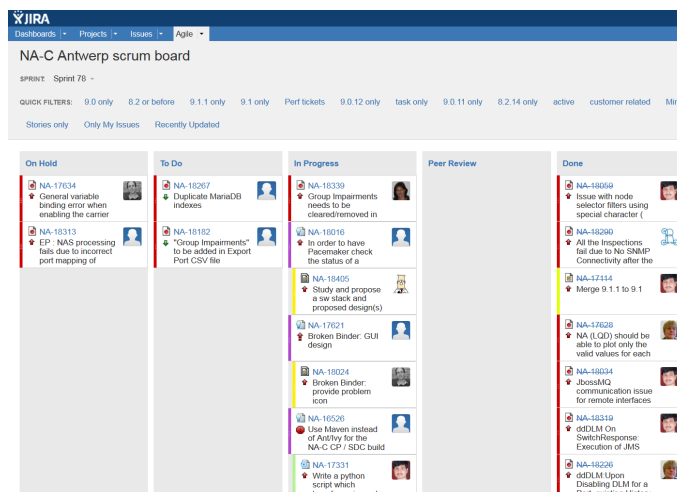 JIRA
Dashboards Projects Issues Agile
NA-C Antwerp scrum board
SPRINT: Sprint 78
QUICK FILTERS: 9.0 only 8.2 or before 9.1.1 only 9.1 only Perf tickets 9.0.12 only task only 9.0.11 only 8.2.14 only active customer related Min
Stories only Only My Issues Recently Updated
On Hold
NA-17634
General variable
binding error when
enabling the carrier
NA-18313
EP : NAS processing
fails due to incorrect
port mapping of
To Do
NA-18267
Duplicate MariaDB
indexes
NA-18182
"Group Impairments"
to be added in Export
Port CSV file
In Progress
NA-18339
Group Impairments
needs to be
cleared/removed in
NA-18016
In order to have
Pacemaker check
the status of a
NA-18405
Study and propose
a sw stack and
proposed design(s)
NA-17621
Broken Binder: GUI
design
NA-18024
Broken Binder:
provide problem
icon
NA-16526
Use Maven instead
of Ant/Ivy for the
NA-C CP / SDC build
NA-17331
Write a python
script which
Peer Review
Done
NA-18059
Issue with node
selector filters using
special character (
NA-18290
All the Inspections
fail due to No SNMP
Connectivity after the
NA-17114
Merge 9.1.1 to 9.1
NA-17628
NA (LQD) should be
able to plot only the
valid values for each
NA-18034
JbossMQ
communication issue
for remote interfaces
NA-18319
ddDLM On
SwitchResponse:
Execution of JMS
NA-18226
ddDLM:Upon
Disabling DLM for a